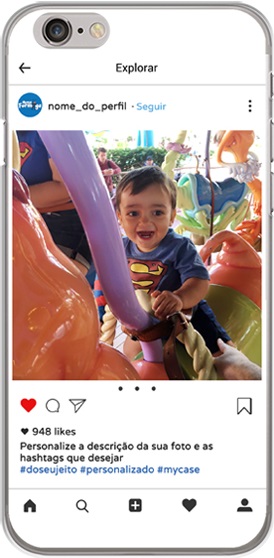 Explorar
nome_do_perfil • Seguir
948 likes
Personalize a descrição da sua foto e as
hashtags que desejar
#doseujeito #personalizado #mycase